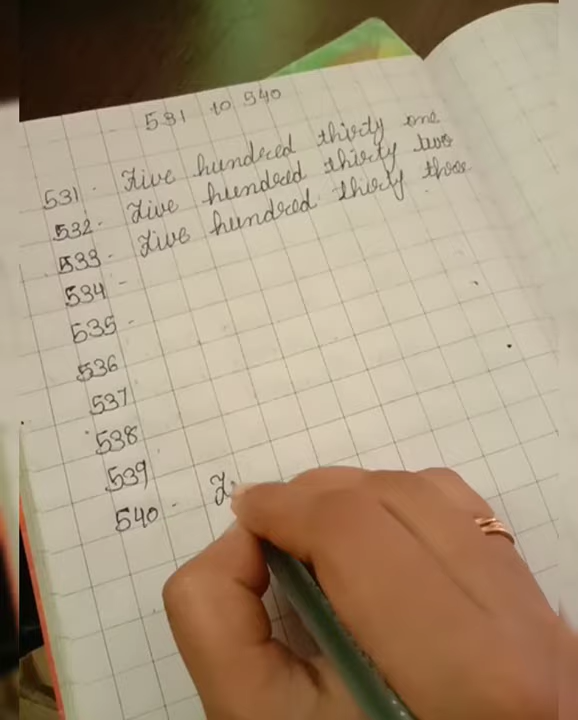 531 to 540
531. Five hundred thirty one
532. Five hundred thirty two
533. Five hundred thirty three
534 -
535 -
536
537
538
539
540 -